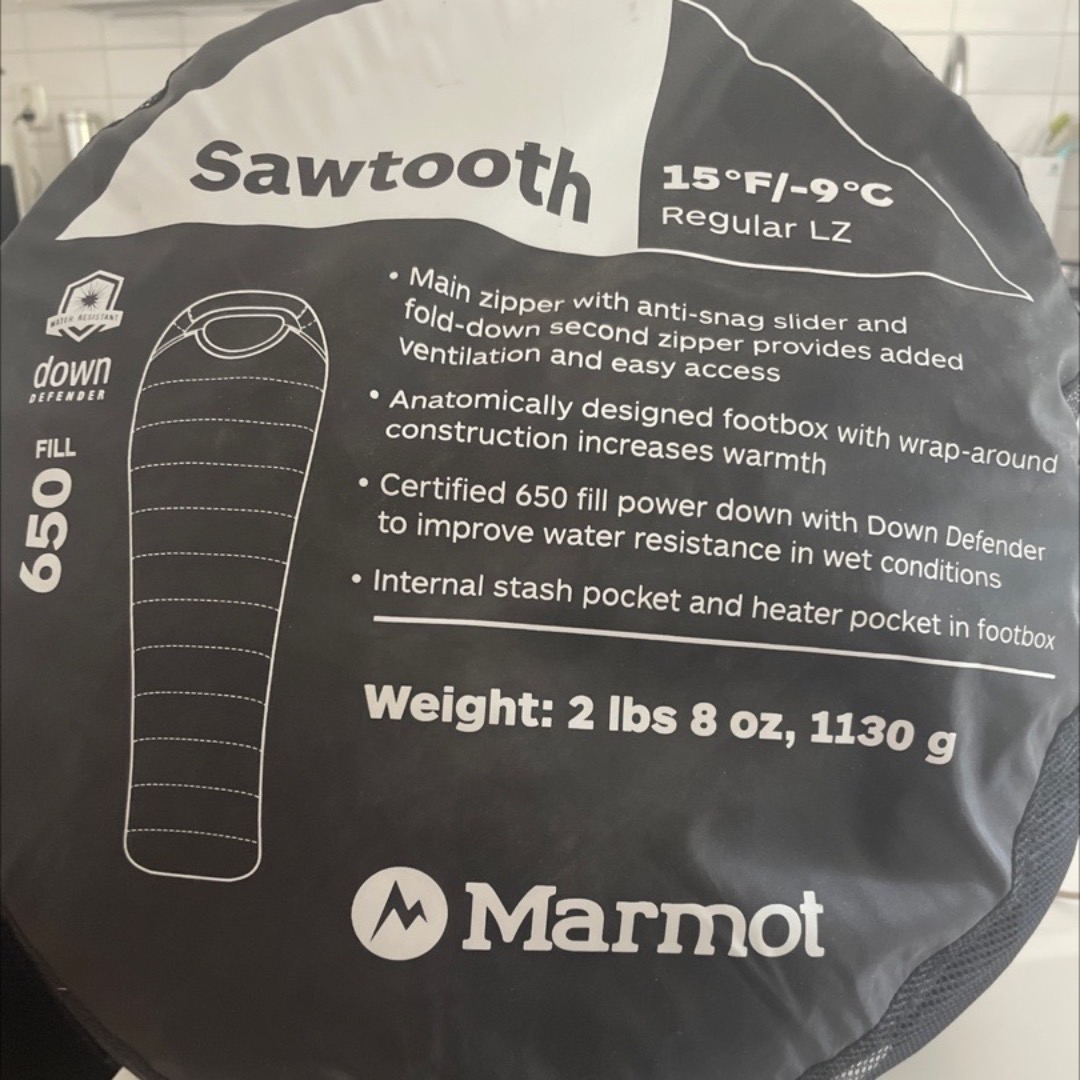 Sawtooth
15°F/-9°C
Regular LZ
• Main zipper with anti-snag slider and
fold-down second zipper provides added
ventilation and easy access
• Anatomically designed footbox with wrap-around
construction increases warmth
• Certified 650 fill power down with Down Defender
to improve water resistance in wet conditions
• Internal stash pocket and heater pocket in footbox
WATER RESISTANT
down
DEFENDER
FILL
650
Weight: 2 lbs 8 oz, 1130 g
Marmot